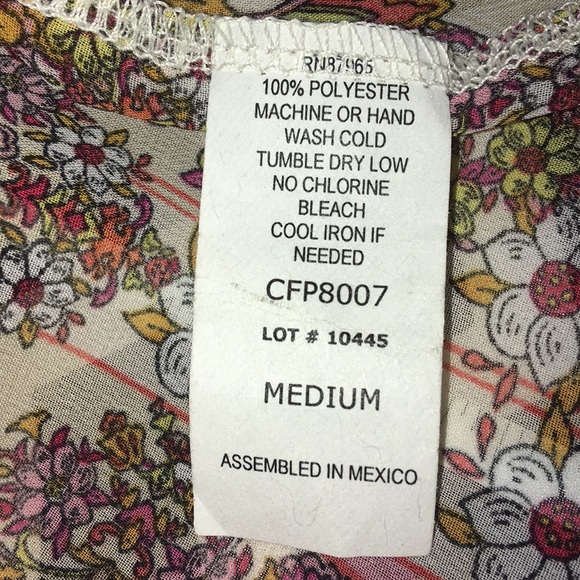 RN87965
100% POLYESTER
MACHINE OR HAND
WASH COLD
TUMBLE DRY LOW
NO CHLORINE
BLEACH
COOL IRON IF
NEEDED
CFP8007
LOT # 10445
MEDIUM
ASSEMBLED IN MEXICO